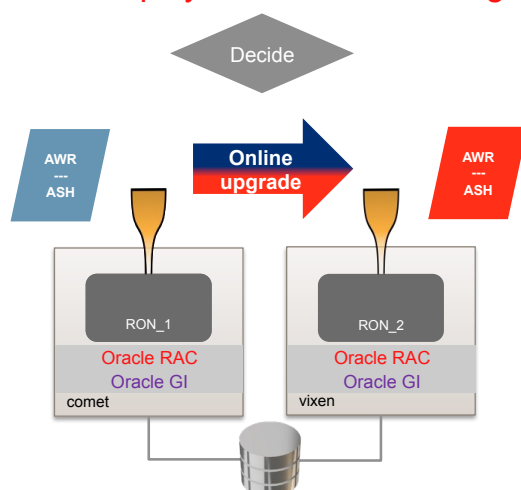 Decide
AWR
---
ASH
Online
upgrade
AWR
---
ASH
RON_1
RON_2
Oracle RAC
Oracle GI
Oracle RAC
Oracle GI
comet
vixen